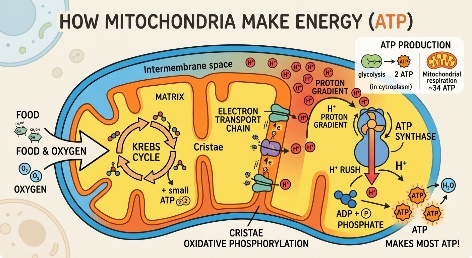 HOW MITOCHONDRIA MAKE ENERGY (ATP)
ATP PRODUCTION
glycolysis
2 ATP
(in cytroplasm)
Mitochondrial
respiration
~34 ATP
Intermembrane space
MATRIX
ELECTRON
TRANSPORT
CHAIN
PROTON
GRADIENT
H⁺
PROTON
GRADIENT
ATP
SYNTHASE
FOOD
FOOD & OXYGEN
O₂
OXYGEN
KREBS
CYCLE
Cristae
+ small
ATP
H⁺ RUSH
H⁺
H⁺
ADP + P
PHOSPHATE
ATP
ATP
ATP
H₂O
ATP
MAKES MOST ATP!
CRISTAE
OXIDATIVE PHOSPHORYLATION